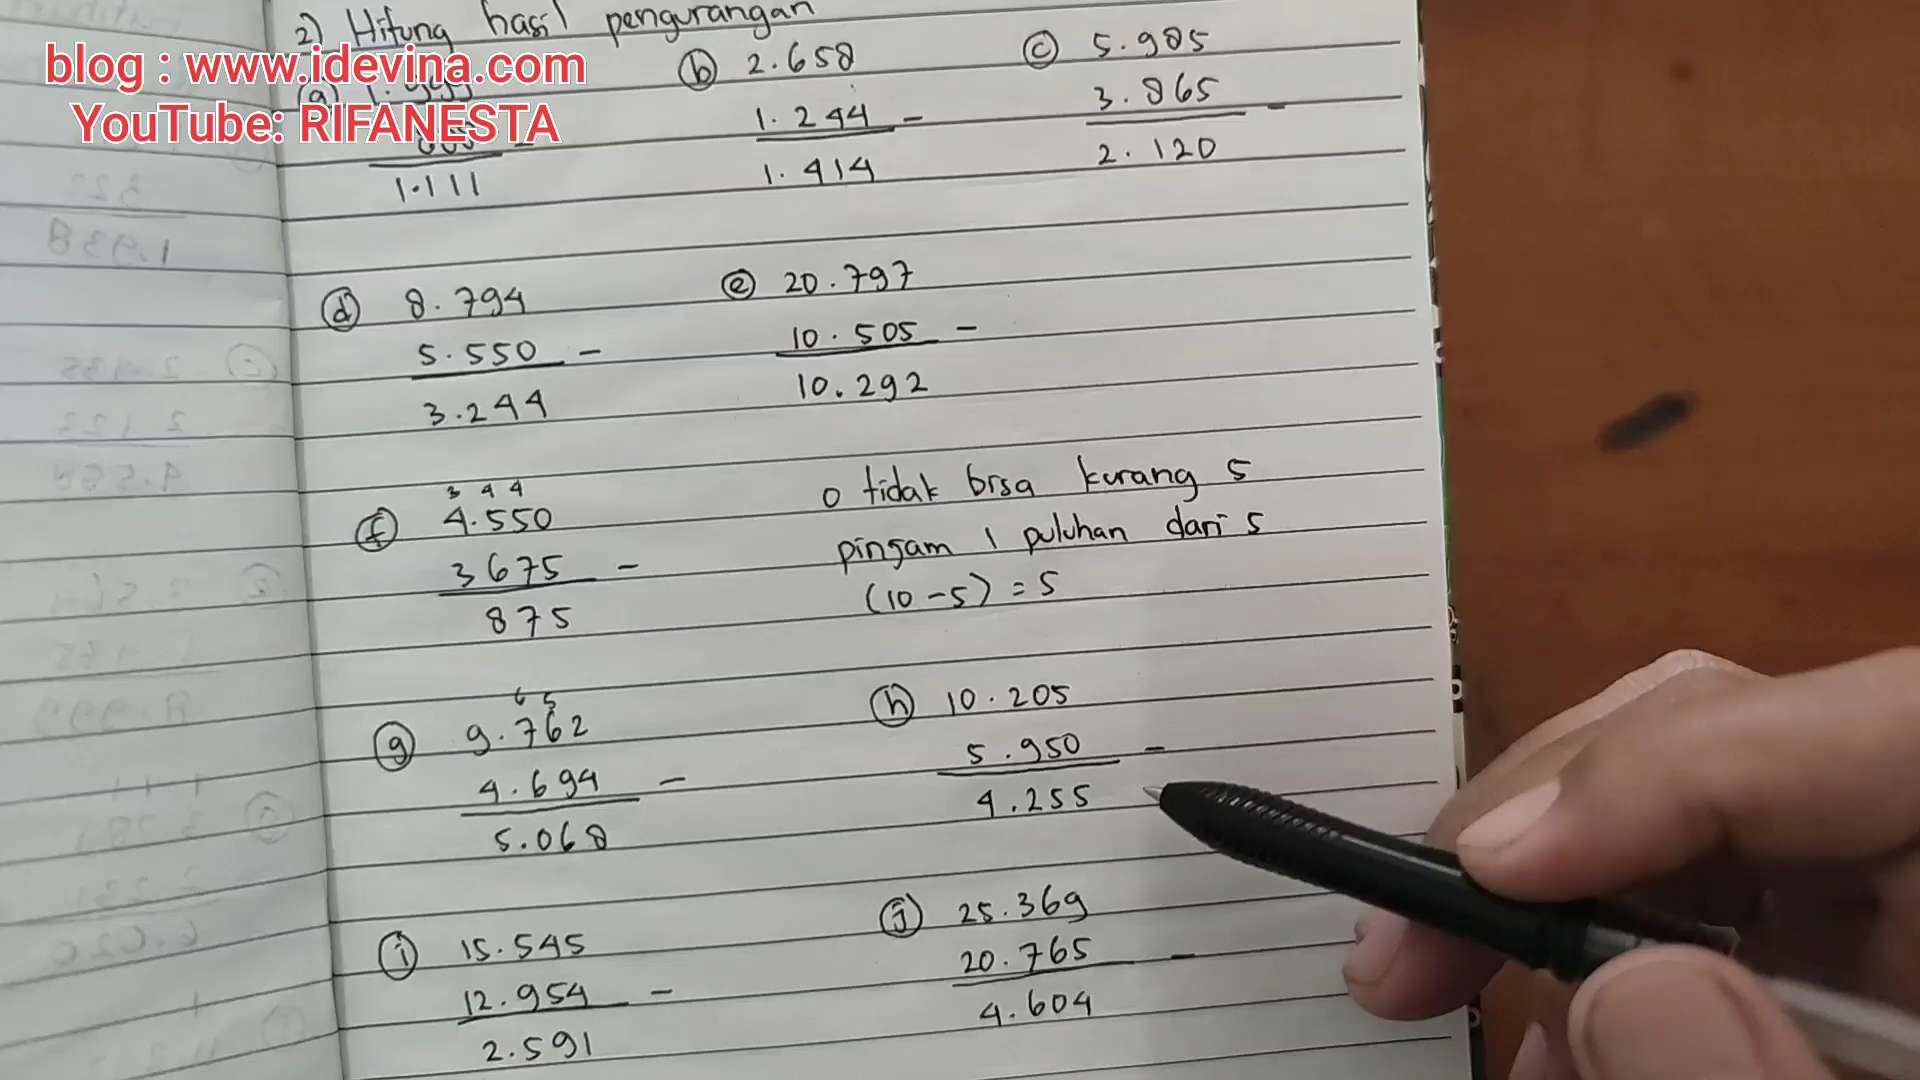 2) Hitung hasil pengurangan
blog : www.idevina.com
YouTube: RIFANESTA
(a)
1.111
(b) 2.658
1.244 -
1.414
(c) 5.985
3.865 -
2.120
(d) 8.794
5.550 -
3.244
(e) 20.797
10.505 -
10.292
3 4 4
(f) 4.550
3675 -
875
0 tidak bisa kurang 5
pinjam 1 puluhan dari 5
(10-5) = 5
6 5
(g) 9.762
4.694 -
5.068
(h) 10.205
5.950 -
4.255
(i) 15.545
12.954 -
2.591
(j) 25.369
20.765 -
4.604